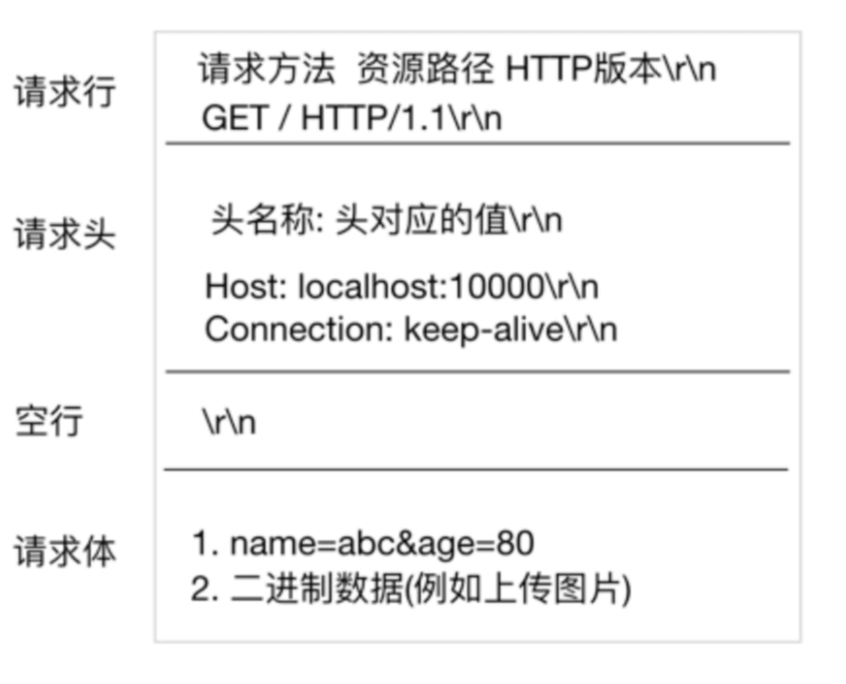 请求行
请求方法 资源路径 HTTP版本\r\n
GET / HTTP/1.1\r\n
请求头
头名称: 头对应的值\r\n
Host: localhost:10000\r\n
Connection: keep-alive\r\n
空行
\r\n
请求体
1. name=abc&age=80
2. 二进制数据(例如上传图片)